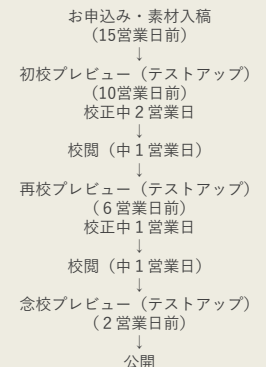 お申込み・素材入稿
（15営業日前）
↓
初校プレビュー（テストアップ）
（10営業日前）
校正中２営業日
↓
校閲（中１営業日）
↓
再校プレビュー（テストアップ）
（６営業日前）
校正中１営業日
↓
校閲（中１営業日）
↓
念校プレビュー（テストアップ）
（２営業日前）
↓
公開